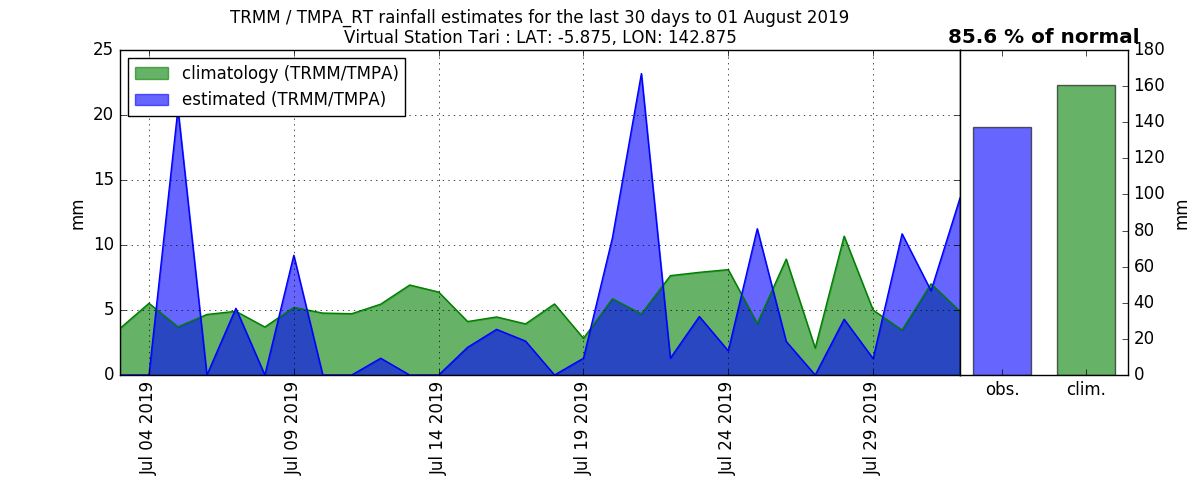 TRMM / TMPA_RT rainfall estimates for the last 30 days to 01 August 2019
Virtual Station Tari : LAT: -5.875, LON: 142.875
85.6 % of normal
climatology (TRMM/TMPA)
estimated (TRMM/TMPA)
25
20
15
10
5
0
mm
Jul 04 2019
Jul 09 2019
Jul 14 2019
Jul 19 2019
Jul 24 2019
Jul 29 2019
obs.
clim.
180
160
140
120
100
80
60
40
20
0
mm